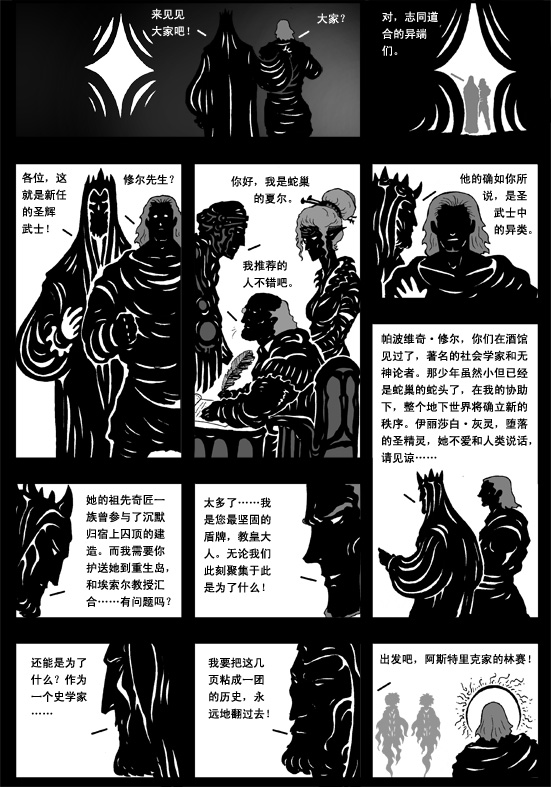 来见见
大家吧！
大家？
对，志同道
合的异端
们。
各位，这
就是新任
的圣辉
武士！
修尔先生？
你好，我是蛇巢
的夏尔。
我推荐的
人不错吧。
他的确如你所
说，是圣
武士中
的异类。
帕波维奇·修尔，你们在酒馆
见过了，著名的社会学家和无
神论者。那少年虽然小但已经
是蛇巢的蛇头了，在我的协助
下，整个地下世界将确立新的
秩序。伊丽莎白·灰灵，堕落
的圣精灵，她不爱和人类说话，
请见谅……
她的祖先奇匠一
族曾参与了沉默
归宿上囚顶的建
造。而我需要你
护送她到重生岛，
和埃索尔教授汇
合……有问题吗？
太多了……我
是您最坚固的
盾牌，教皇大
人。无论我们
此刻聚集于此
是为了什么！
还能是为了
什么？作为
一个史学家
……
我要把这几
页粘成一团
的历史，永
远地翻过去！
出发吧，阿斯特里克家的林赛！